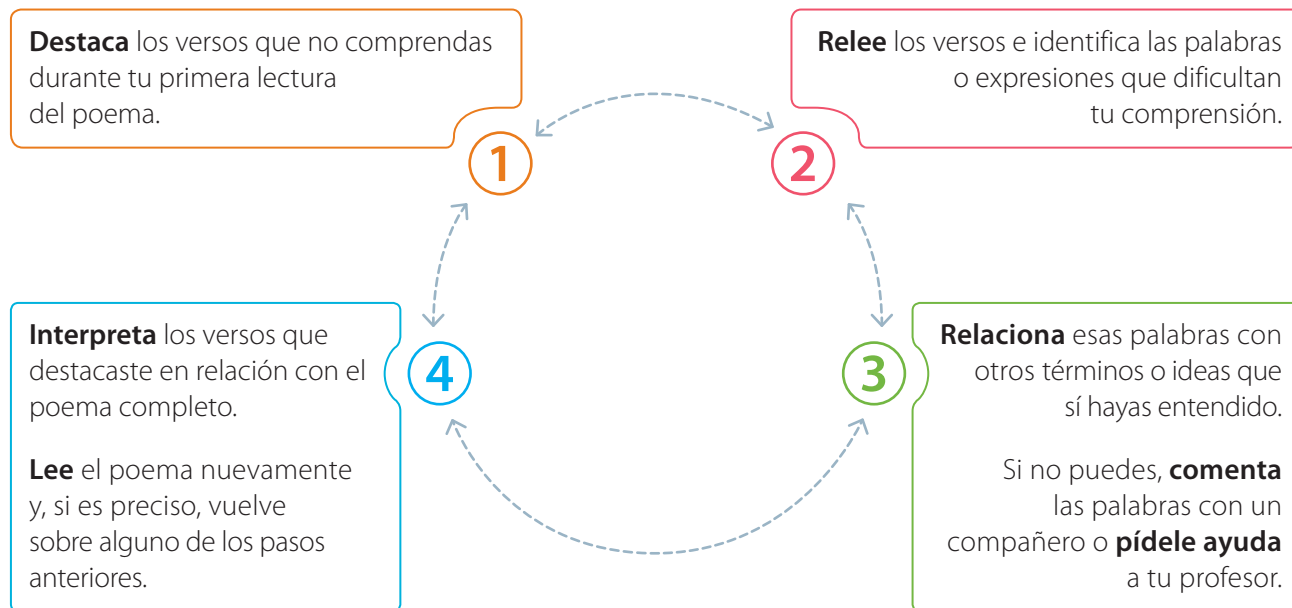 Destaca los versos que no comprendas
durante tu primera lectura
del poema.
1
Relee los versos e identifica las palabras
o expresiones que dificultan
tu comprensión.
2
Relaciona esas palabras con
otros términos o ideas que
sí hayas entendido.
Si no puedes, comenta
las palabras con un
compañero o pídele ayuda
a tu profesor.
3
Interpreta los versos que
destacaste en relación con el
poema completo.
Lee el poema nuevamente
y, si es preciso, vuelve
sobre alguno de los pasos
anteriores.
4